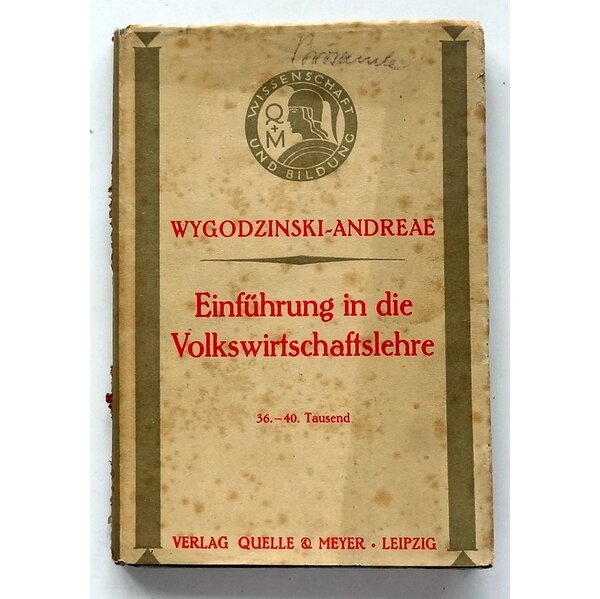 WISSENSCHAFT
UND BILDUNG
Q+M
WYGODZINSKI-ANDREAE
Einführung in die
Volkswirtschaftslehre
36.–40. Tausend
VERLAG QUELLE & MEYER • LEIPZIG